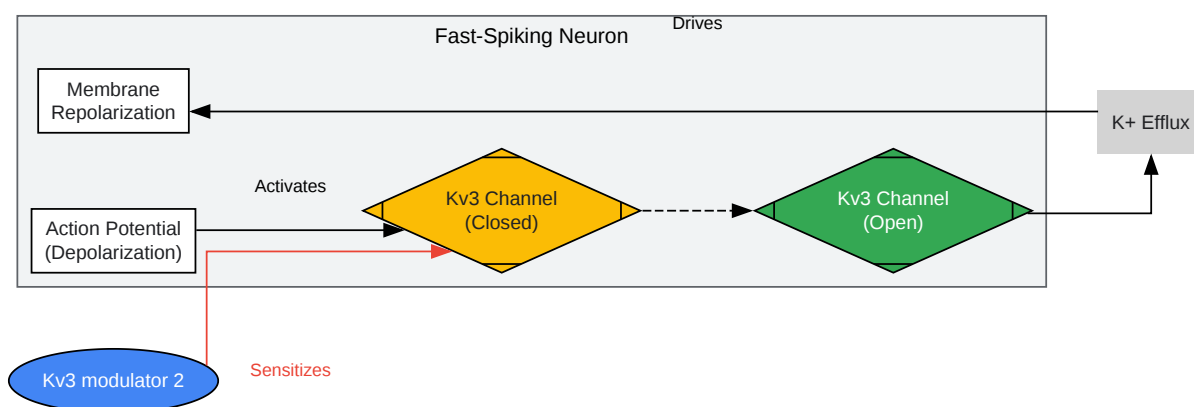 Drives
Fast-Spiking Neuron
Membrane
Repolarization
K+ Efflux
Activates
Kv3 Channel
(Closed)
Kv3 Channel
(Open)
Action Potential
(Depolarization)
Sensitizes
Kv3 modulator 2